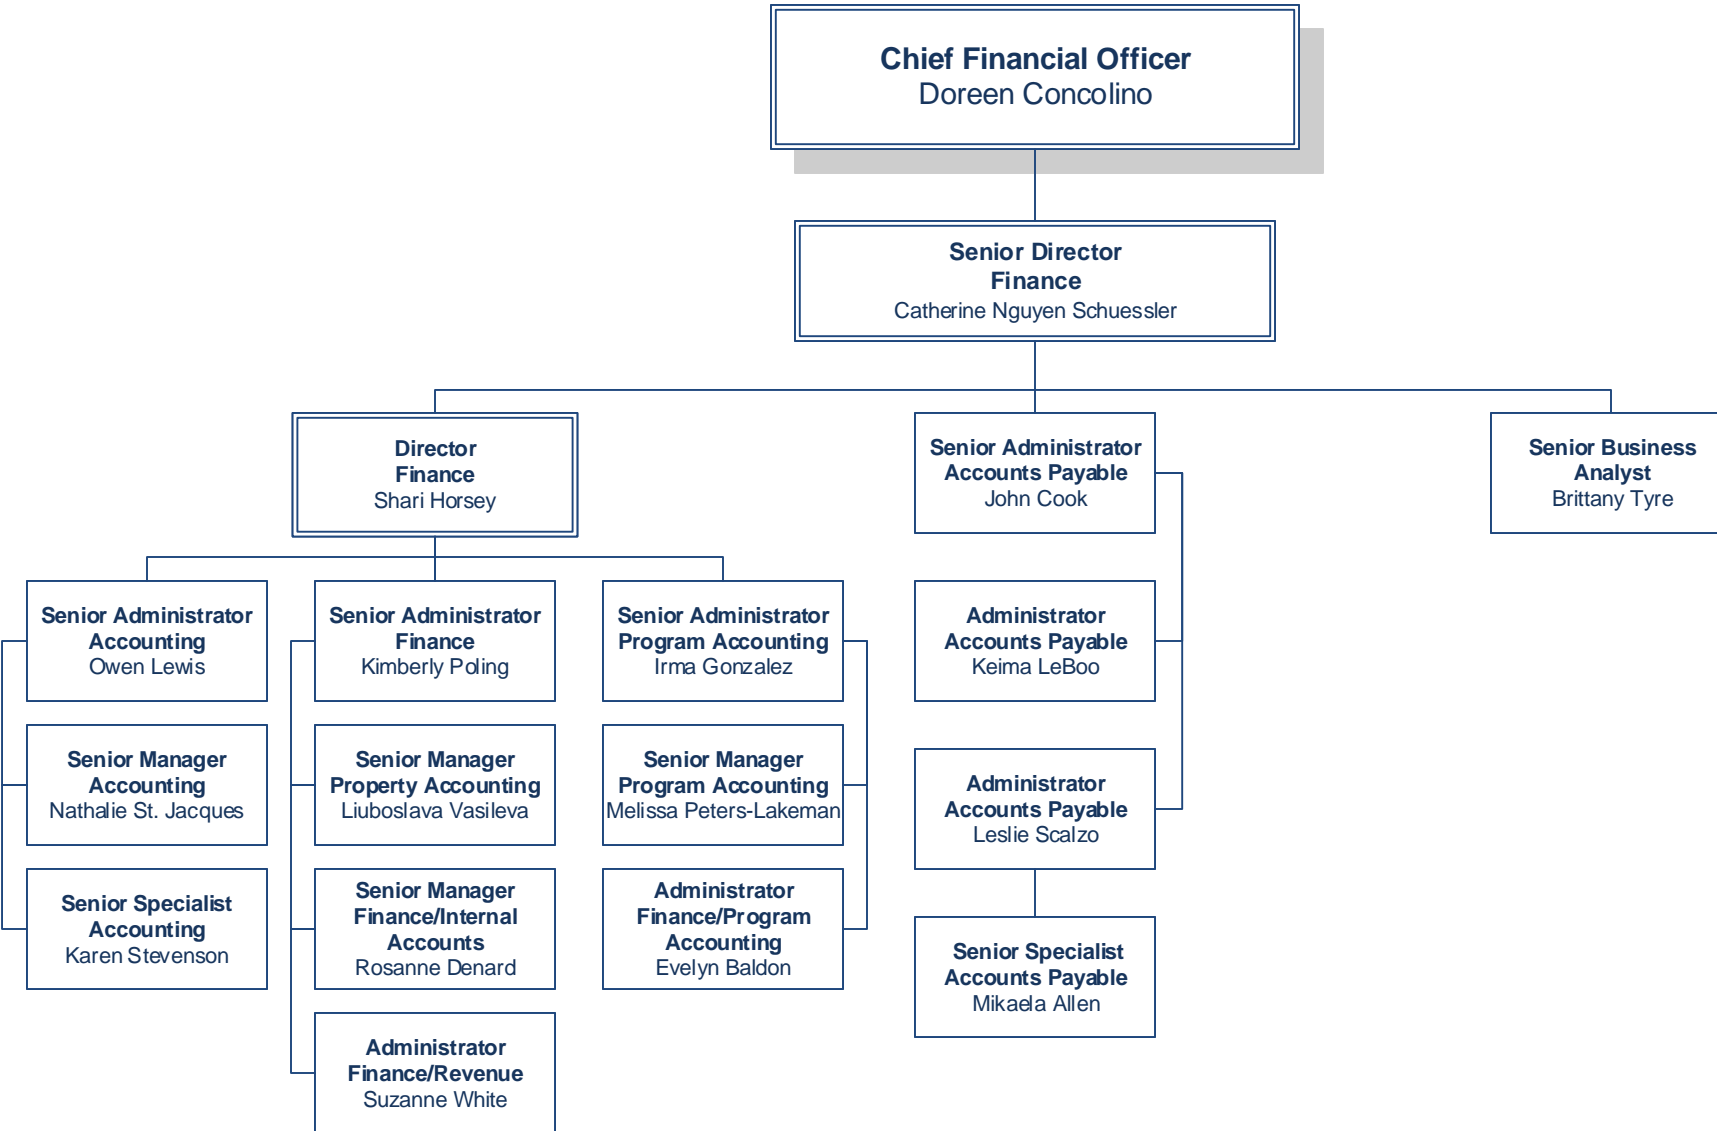 Chief Financial Officer
Doreen Concolino
Senior Director
Finance
Catherine Nguyen Schuessler
Director
Finance
Shari Horsey
Senior Administrator
Accounts Payable
John Cook
Senior Business
Analyst
Brittany Tyre
Senior Administrator
Accounting
Owen Lewis
Senior Administrator
Finance
Kimberly Poling
Senior Administrator
Program Accounting
Irma Gonzalez
Administrator
Accounts Payable
Keima LeBoo
Senior Manager
Accounting
Nathalie St. Jacques
Senior Manager
Property Accounting
Liuboslava Vasileva
Senior Manager
Program Accounting
Melissa Peters-Lakeman
Administrator
Accounts Payable
Leslie Scalzo
Senior Specialist
Accounting
Karen Stevenson
Senior Manager
Finance/Internal
Accounts
Rosanne Denard
Administrator
Finance/Program
Accounting
Evelyn Baldon
Senior Specialist
Accounts Payable
Mikaela Allen
Administrator
Finance/Revenue
Suzanne White